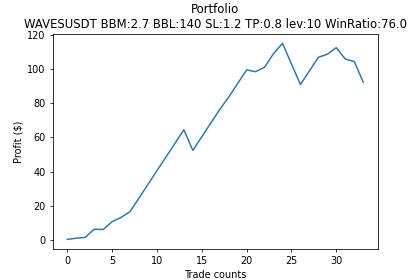 Portfolio
WAVESUSDT BBM:2.7 BBL:140 SL:1.2 TP:0.8 lev:10 WinRatio:76.0
120
100
80
60
40
20
0
Profit ($)
0 5 10 15 20 25 30
Trade counts